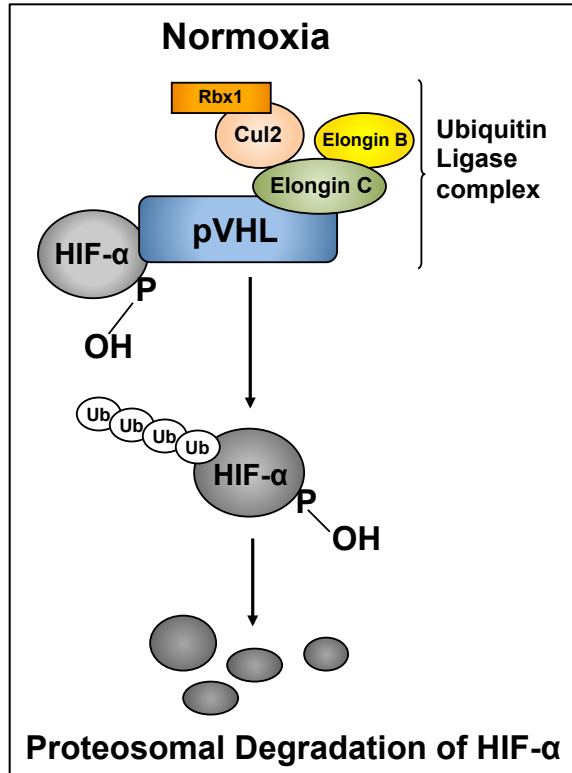 Normoxia
Rbx1
Cul2
Elongin B
Elongin C
Ubiquitin
Ligase
complex
pVHL
HIF-α
P
OH
Ub
Ub
Ub
Ub
HIF-α
P
OH
Proteosomal Degradation of HIF-α